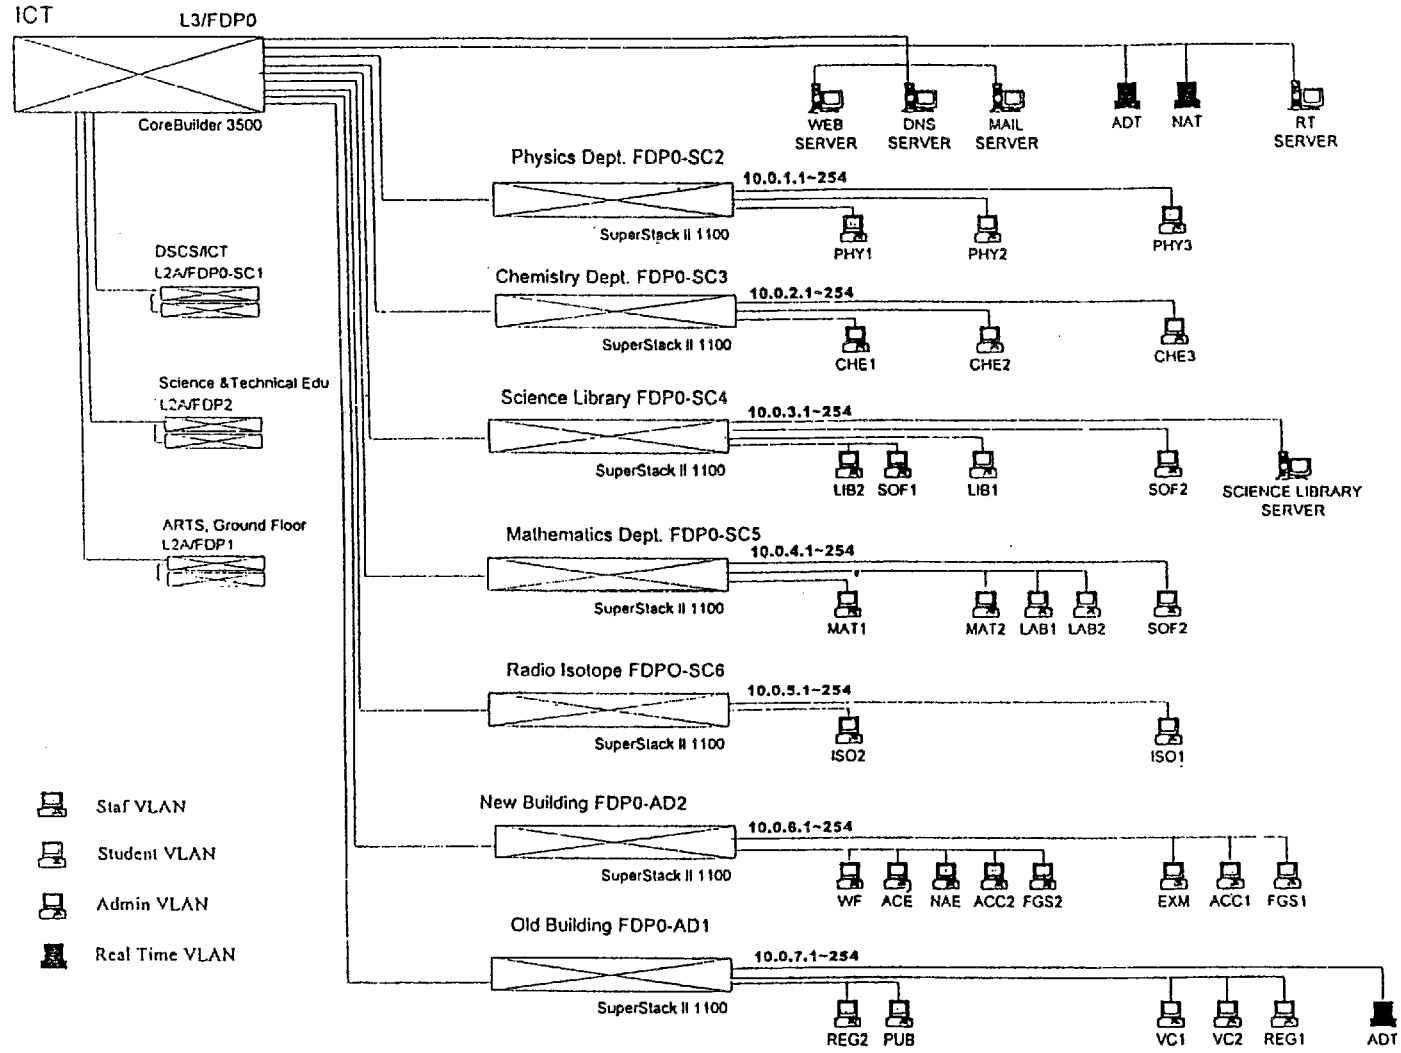 ICT
L3/FDP0
CoreBuilder 3500
WEB
SERVER
DNS
SERVER
MAIL
SERVER
ADT
NAT
RT
SERVER
Physics Dept. FDP0-SC2
10.0.1.1~254
SuperStack II 1100
PHY1
PHY2
PHY3
DSCS/ICT
L2A/FDP0-SC1
Chemistry Dept. FDP0-SC3
10.0.2.1~254
SuperStack II 1100
CHE1
CHE2
CHE3
Science & Technical Edu
L2A/FDP2
Science Library FDP0-SC4
10.0.3.1~254
SuperStack II 1100
LIB2
SOF1
LIB1
SOF2
SCIENCE LIBRARY
SERVER
ARTS, Ground Floor
L2A/FDP1
Mathematics Dept. FDP0-SC5
10.0.4.1~254
SuperStack II 1100
MAT1
MAT2
LAB1
LAB2
SOF2
Radio Isotope FDPO-SC6
10.0.5.1~254
SuperStack II 1100
ISO2
ISO1
New Building FDP0-AD2
10.0.6.1~254
SuperStack II 1100
WF
ACE
NAE
ACC2
FGS2
EXM
ACC1
FGS1
Old Building FDP0-AD1
10.0.7.1~254
SuperStack II 1100
REG2
PUB
VC1
VC2
REG1
ADT
Staf VLAN
Student VLAN
Admin VLAN
Real Time VLAN